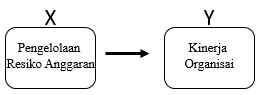 X
Y
Pengelolaan
Resiko Anggaran
Kinerja
Organisai